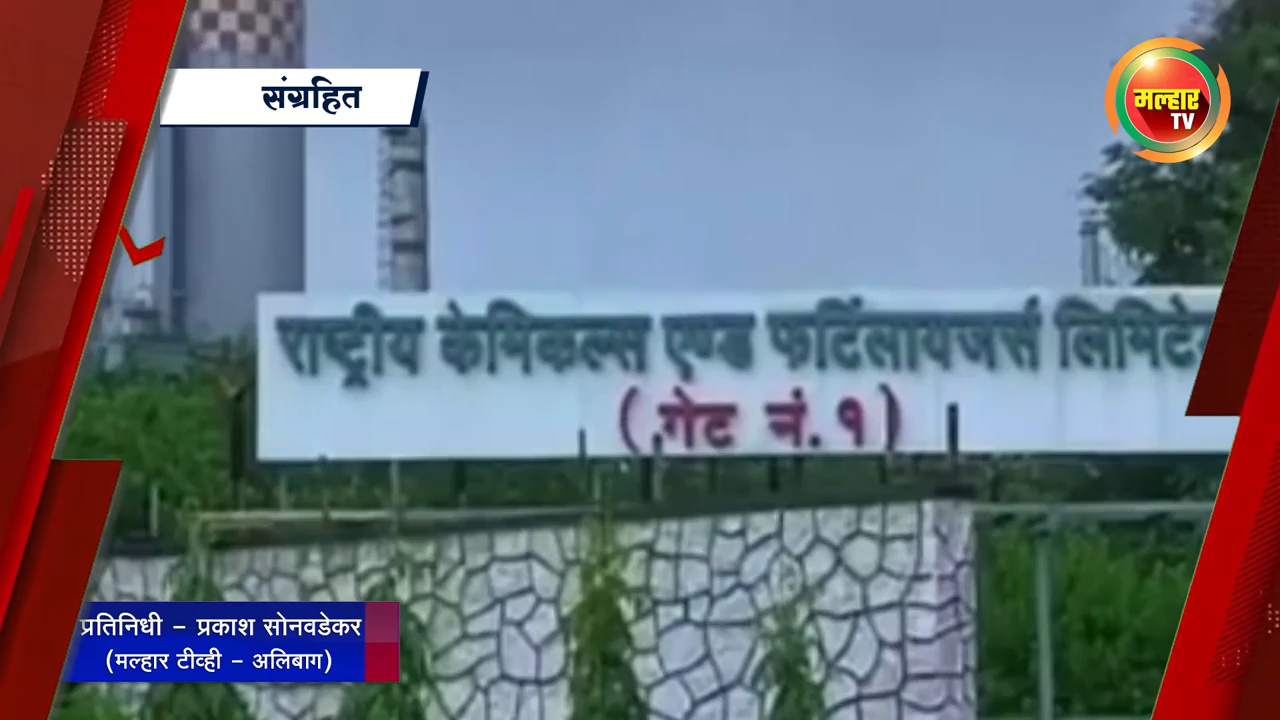 संग्रहित
मल्हार
TV
राष्ट्रीय केमिकल्स एण्ड फर्टिलायजर्स
(गेट नं. १)
प्रतिनिधी – प्रकाश सोनवडेकर
(मल्हार टीव्ही – अलिबाग)